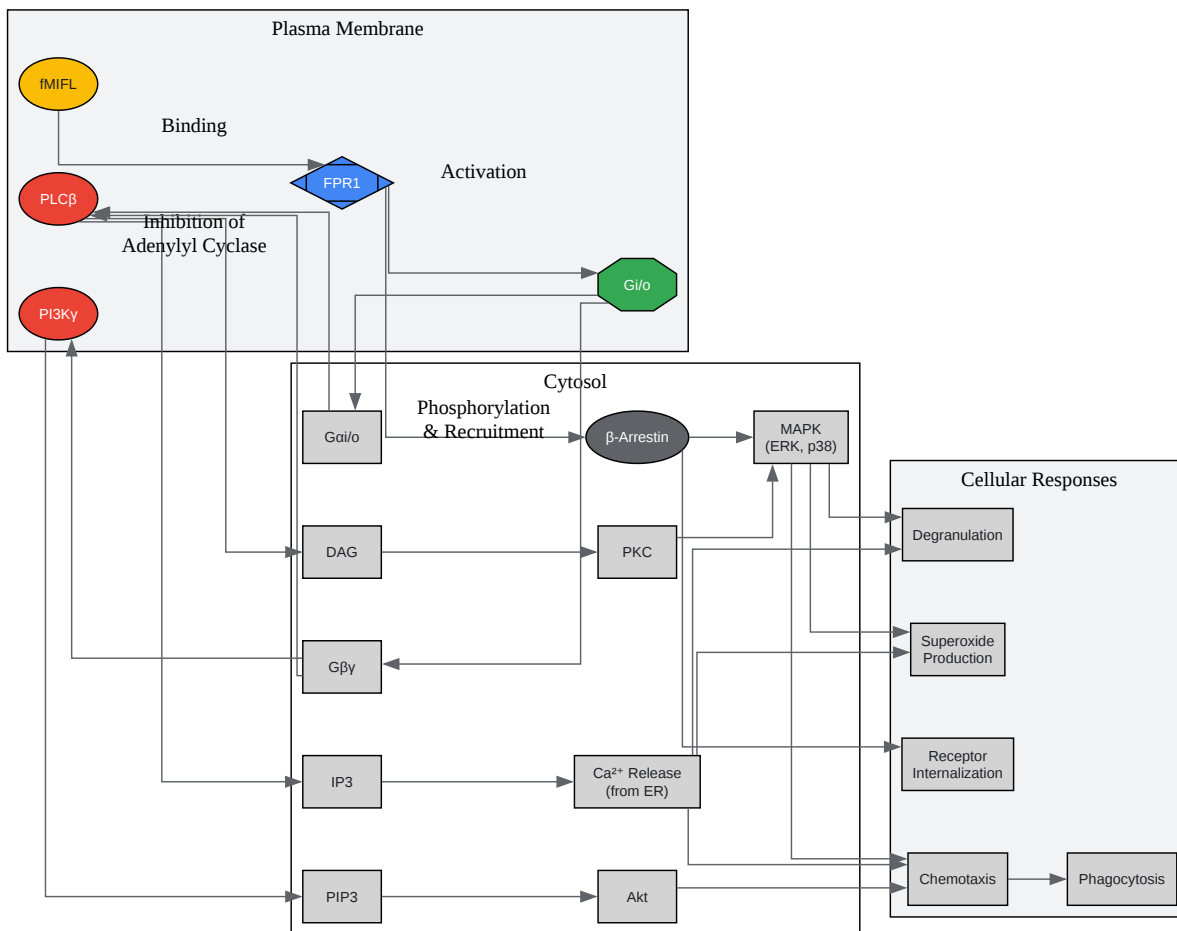 Plasma Membrane
fMIFL
Binding
Activation
FPR1
PLCβ
Inhibition of
Adenylyl Cyclase
Gi/o
PI3Kγ
Cytosol
Gαi/o
Phosphorylation
& Recruitment
β-Arrestin
MAPK
(ERK, p38)
DAG
PKC
Gβγ
IP3
Ca²⁺ Release
(from ER)
PIP3
Akt
Cellular Responses
Degranulation
Superoxide
Production
Receptor
Internalization
Chemotaxis
Phagocytosis